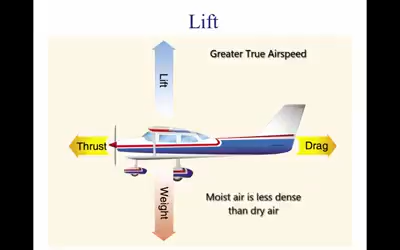 Lift
Greater True Airspeed
Lift
Thrust
Drag
Weight
Moist air is less dense
than dry air